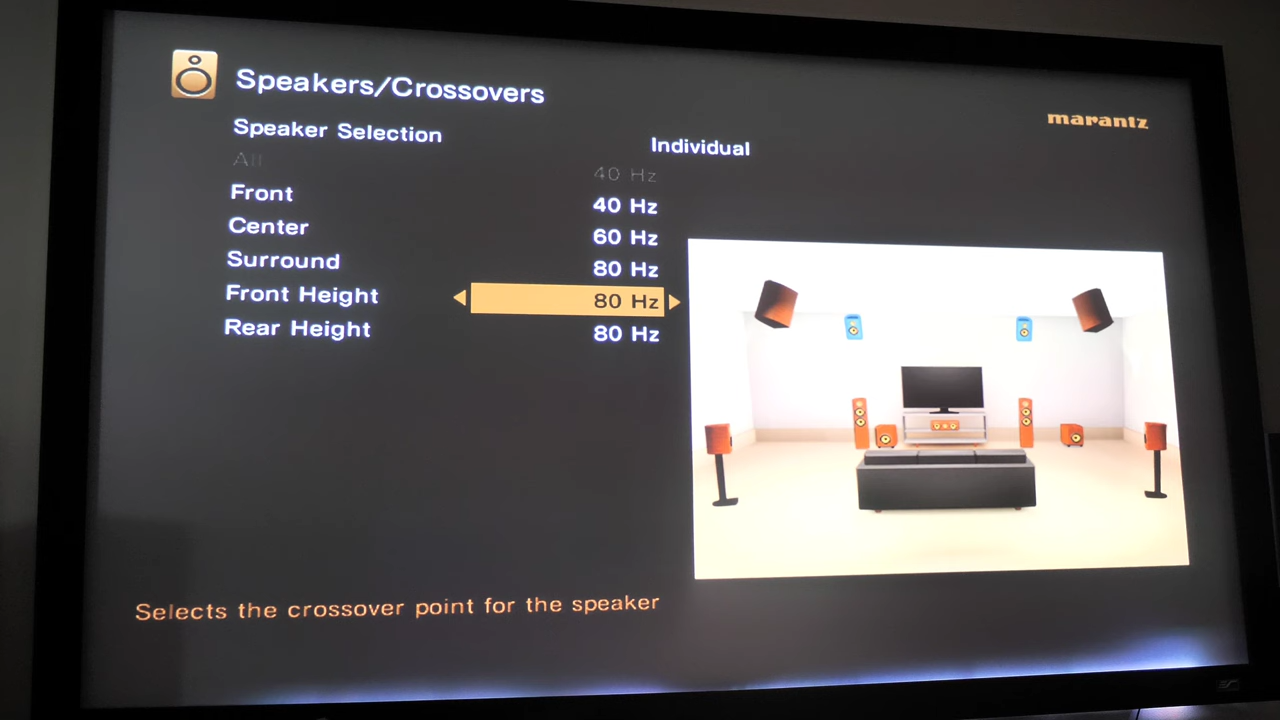 Speakers/Crossovers
marantz
Speaker Selection Individual
All 40 Hz
Front 40 Hz
Center 60 Hz
Surround 80 Hz
Front Height 80 Hz
Rear Height 80 Hz
Selects the crossover point for the speaker